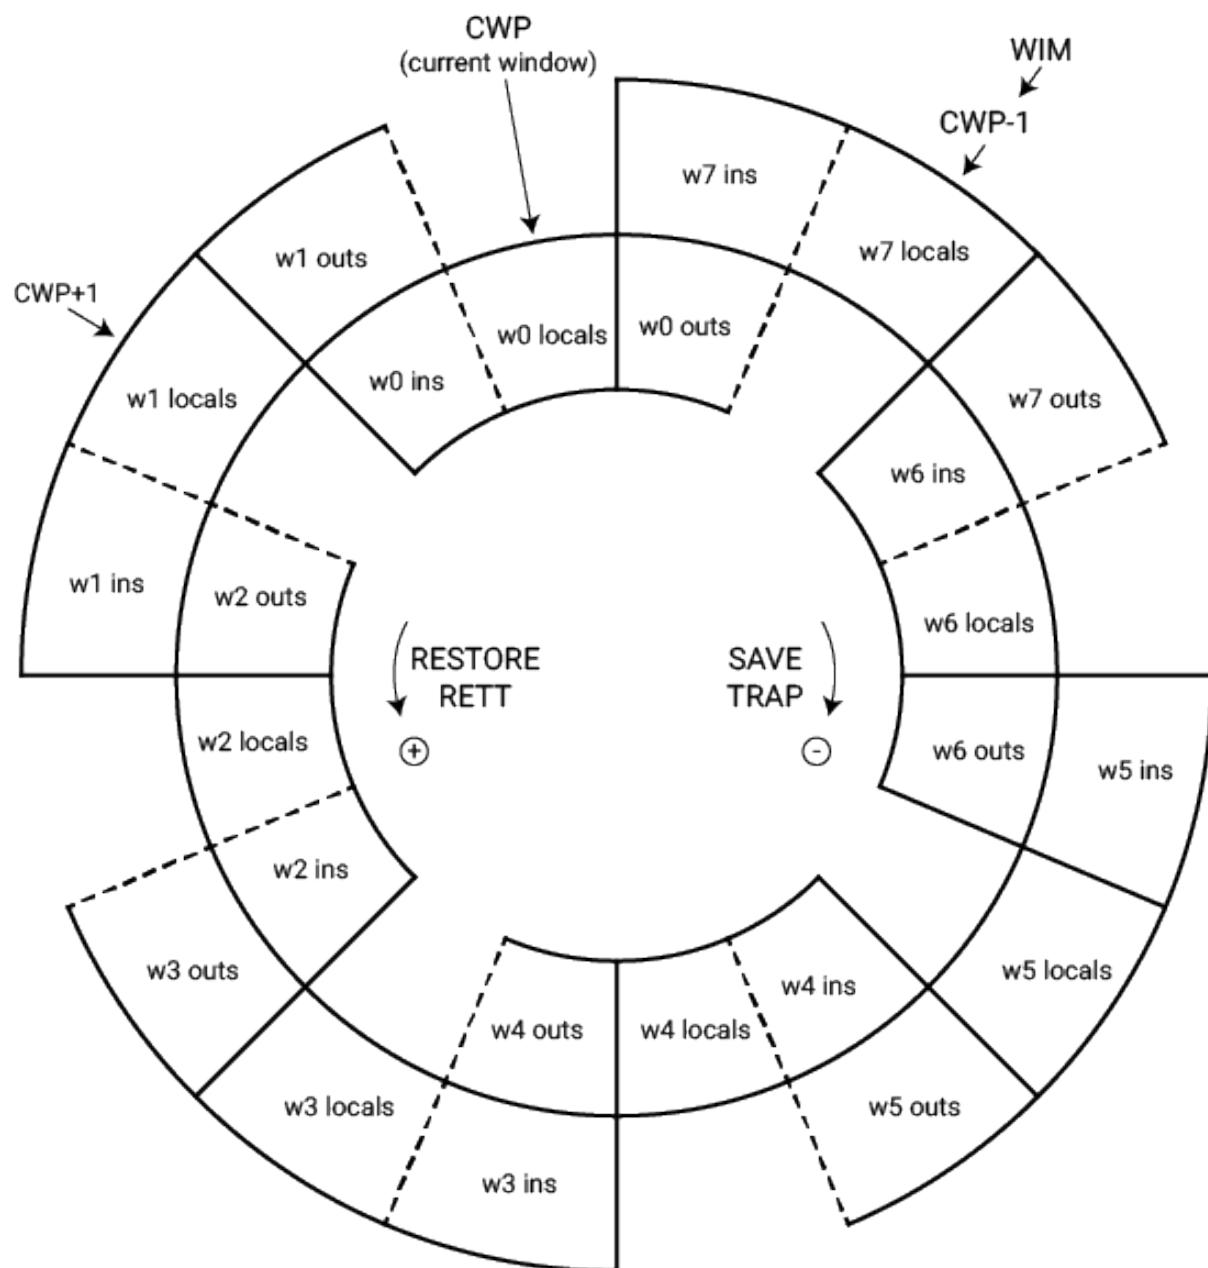 CWP
(current window)
WIM
CWP-1
w7 ins
w1 outs
w7 locals
CWP+1
w0 locals
w0 outs
w0 ins
w1 locals
w7 outs
w6 ins
w1 ins
w2 outs
w6 locals
RESTORE
RETT
+
SAVE
TRAP
-
w2 locals
w6 outs
w5 ins
w2 ins
w3 outs
w4 ins
w5 locals
w4 outs
w4 locals
w3 locals
w5 outs
w3 ins